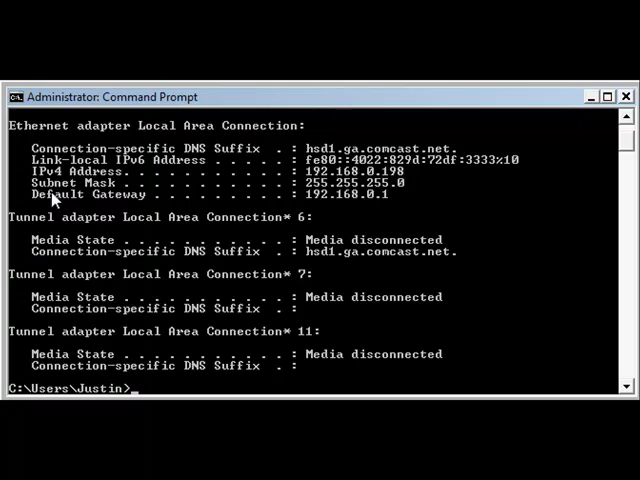 Administrator: Command Prompt
Ethernet adapter Local Area Connection:
Connection-specific DNS Suffix . : hsd1.ga.comcast.net.
Link-local IPv6 Address . . . . . : fe80::4022:829d:72df:3333%10
IPv4 Address. . . . . . . . . . . : 192.168.0.198
Subnet Mask . . . . . . . . . . . : 255.255.255.0
Default Gateway . . . . . . . . . : 192.168.0.1
Tunnel adapter Local Area Connection* 6:
Media State . . . . . . . . . . . : Media disconnected
Connection-specific DNS Suffix . : hsd1.ga.comcast.net.
Tunnel adapter Local Area Connection* 7:
Media State . . . . . . . . . . . : Media disconnected
Connection-specific DNS Suffix . :
Tunnel adapter Local Area Connection* 11:
Media State . . . . . . . . . . . : Media disconnected
Connection-specific DNS Suffix . :
C:\Users\Justin>_